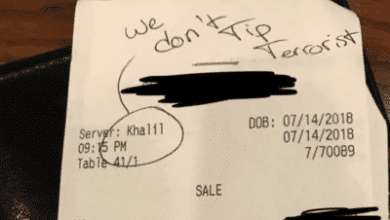 We
don't Tip
Terrorist
Server: Khalil
DOB: 07/14/2018
09:15 PM
07/14/2018
Table 41/1
7/70089
SALE